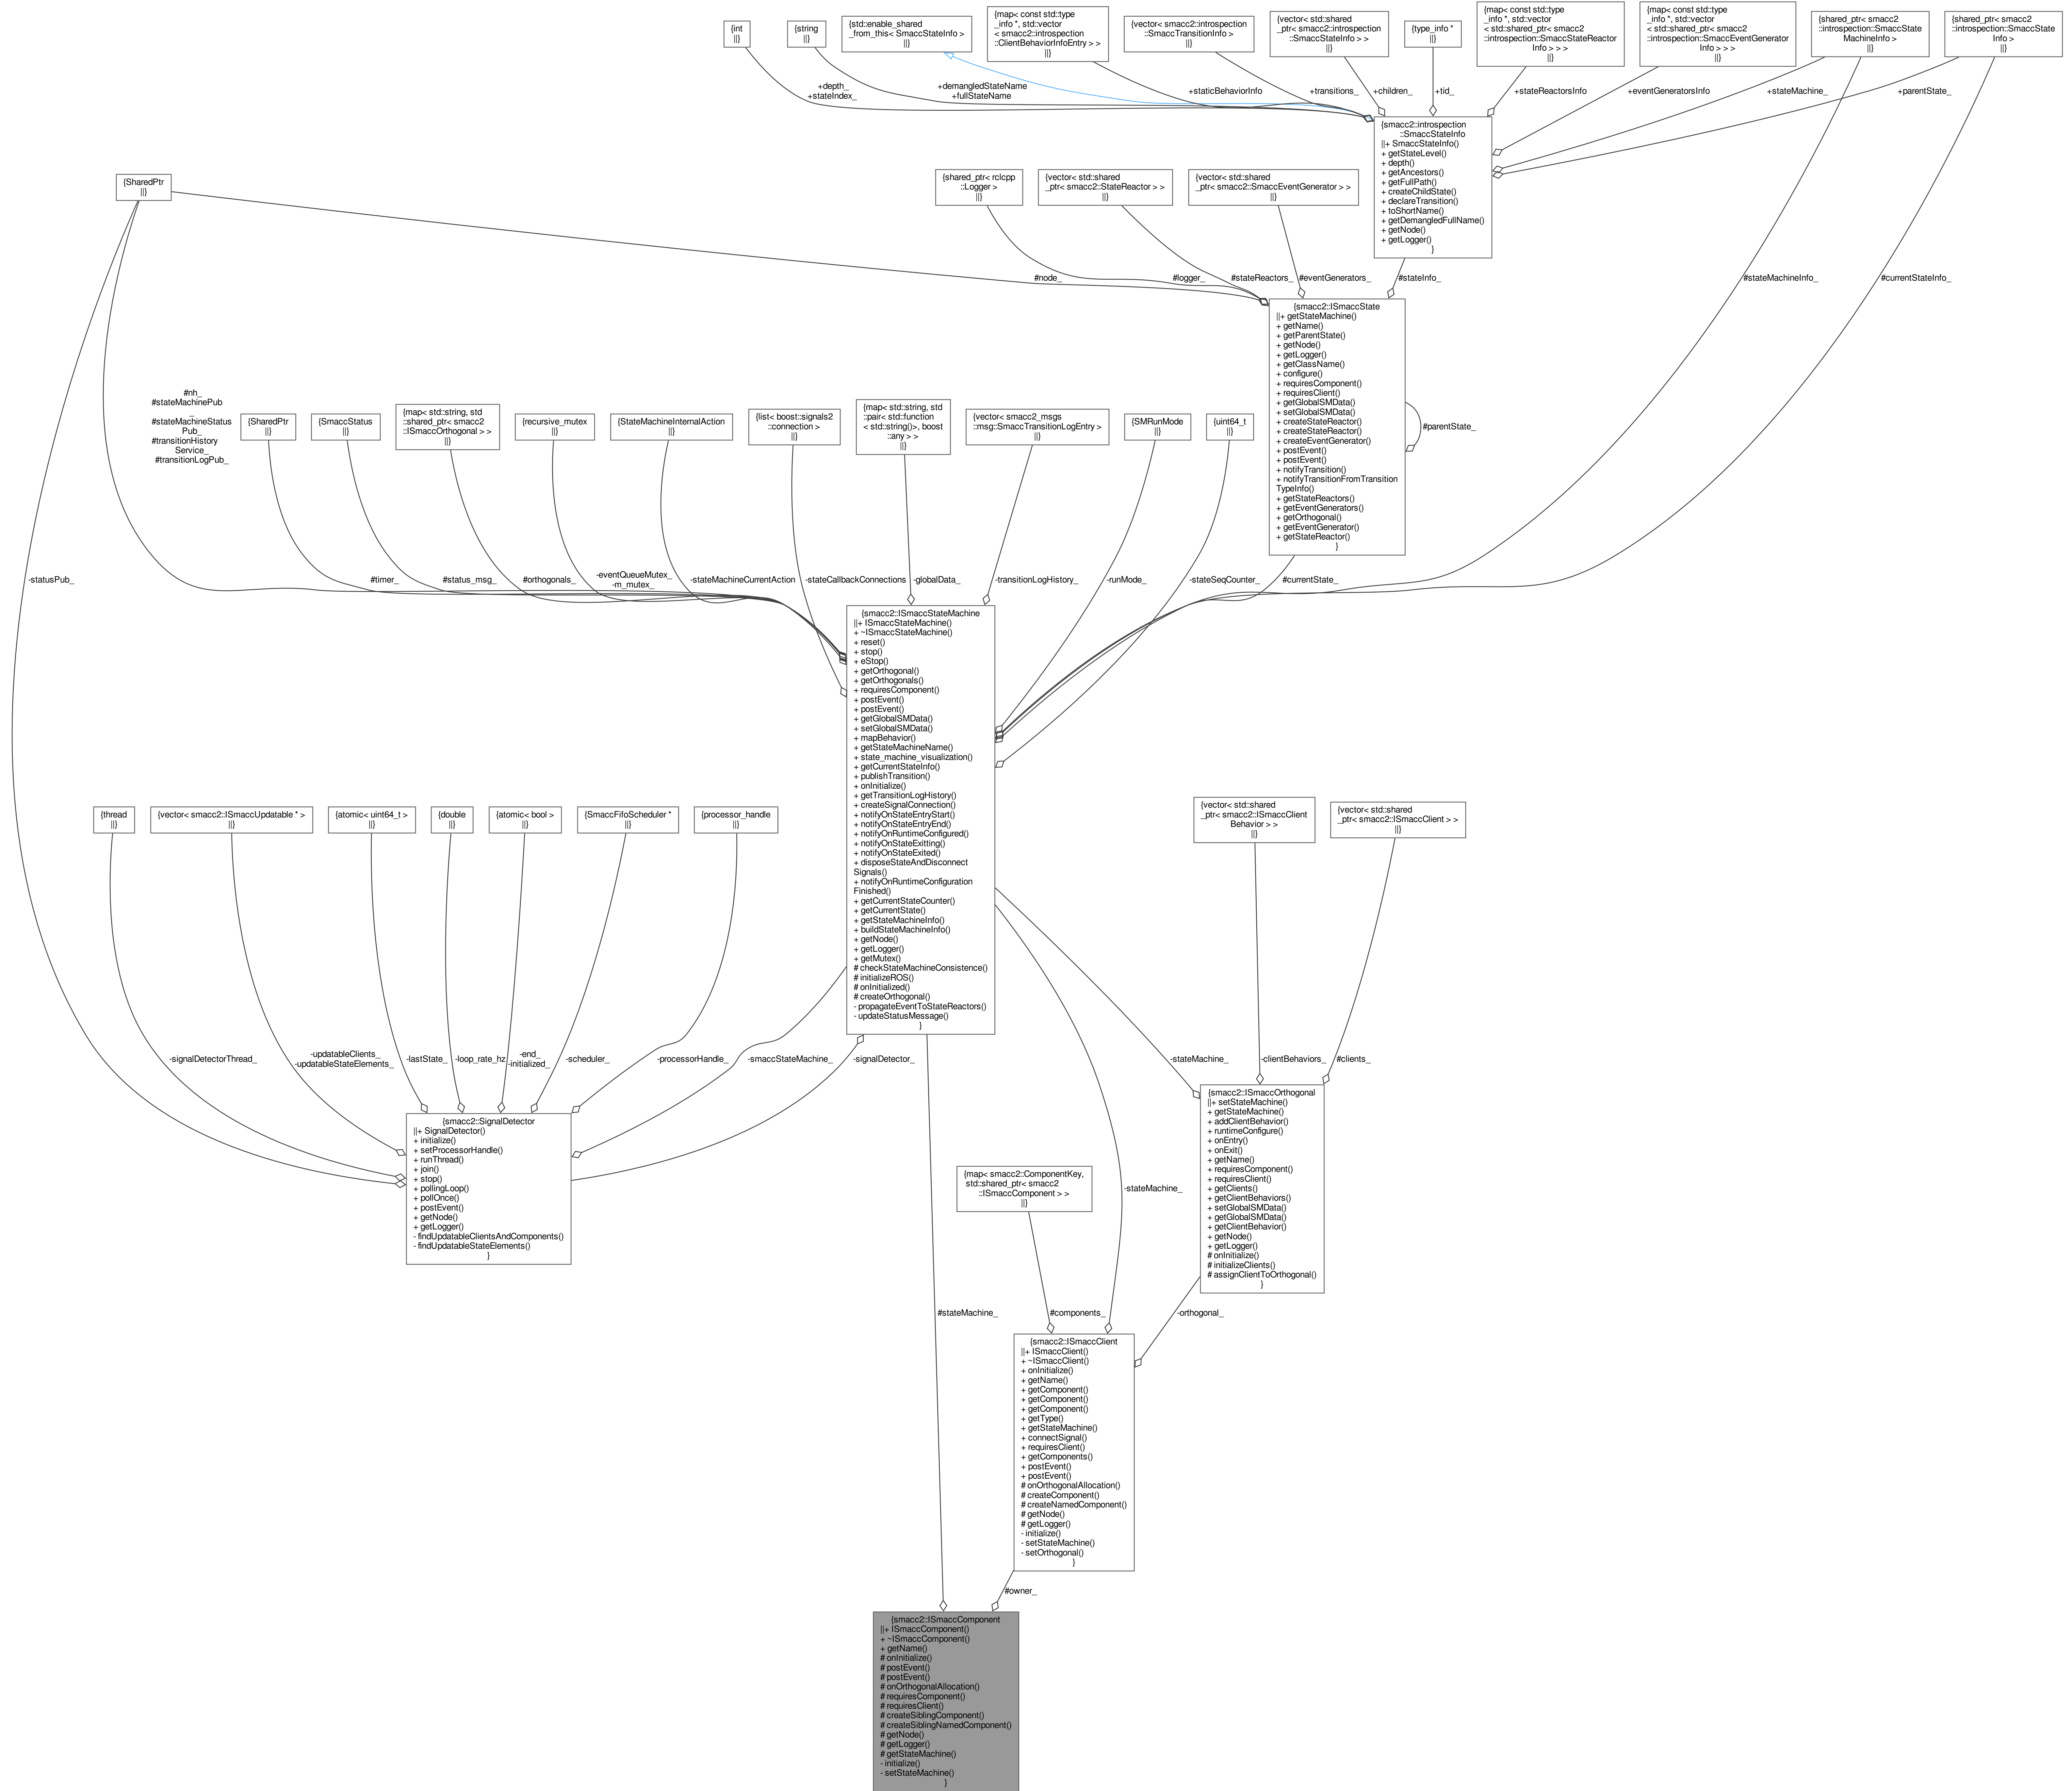 {int
||}
{string
||}
{std::enable_shared
_from_this< SmaccStateInfo >
||}
{map< const std::type
_info *, std::vector
< smacc2::introspection
::ClientBehaviorInfoEntry > >
||}
{vector< smacc2::introspection
::SmaccTransitionInfo >
||}
{vector< std::shared
_ptr< smacc2::introspection
::SmaccStateInfo > >
||}
{type_info *
||}
{map< const std::type
_info *, std::vector
< std::shared_ptr< smacc2
::introspection::SmaccStateReactor
Info > > >
||}
{map< const std::type
_info *, std::vector
< std::shared_ptr< smacc2
::introspection::SmaccEventGenerator
Info > > >
||}
{shared_ptr< smacc2
::introspection::SmaccState
MachineInfo >
||}
{shared_ptr< smacc2
::introspection::SmaccState
Info >
||}
+depth_
+stateIndex_
+demangledStateName
+fullStateName
+staticBehaviorInfo
+transitions_
+children_
+tid_
+stateReactorsInfo
+eventGeneratorsInfo
+stateMachine_
+parentState_
{smacc2::introspection
::SmaccStateInfo
||+ SmaccStateInfo()
+ getStateLevel()
+ depth()
+ getAncestors()
+ getFullPath()
+ createChildState()
+ declareTransition()
+ toShortName()
+ getDemangledFullName()
+ getNode()
+ getLogger()
}
{SharedPtr
||}
{shared_ptr< rclcpp
::Logger >
||}
{vector< std::shared
_ptr< smacc2::StateReactor > >
||}
{vector< std::shared
_ptr< smacc2::SmaccEventGenerator > >
||}
#node_
#logger_
#stateReactors_
#eventGenerators_
#stateInfo_
#stateMachineInfo_
#currentStateInfo_
{smacc2::ISmaccState
||+ getStateMachine()
+ getName()
+ getParentState()
+ getNode()
+ getLogger()
+ getClassName()
+ configure()
+ requiresComponent()
+ requiresClient()
+ getGlobalSMData()
+ setGlobalSMData()
+ createStateReactor()
+ createStateReactor()
+ createEventGenerator()
+ postEvent()
+ postEvent()
+ notifyTransition()
+ notifyTransitionFromTransition
TypeInfo()
+ getStateReactors()
+ getEventGenerators()
+ getOrthogonal()
+ getEventGenerator()
+ getStateReactor()
}
#parentState_
#nh_
#stateMachinePub
_
#stateMachineStatus
Pub_
#transitionHistory
Service_
#transitionLogPub_
{SharedPtr
||}
{SmaccStatus
||}
{map< std::string, std
::shared_ptr< smacc2
::ISmaccOrthogonal > >
||}
{recursive_mutex
||}
{StateMachineInternalAction
||}
{list< boost::signals2
::connection >
||}
{map< std::string, std
::pair< std::function
< std::string()>, boost
::any > >
||}
{vector< smacc2_msgs
::msg::SmaccTransitionLogEntry >
||}
{SMRunMode
||}
{uint64_t
||}
-statusPub_
#timer_
#status_msg_
#orthogonals_
-eventQueueMutex_
-m_mutex_
-stateMachineCurrentAction
-stateCallbackConnections
-globalData_
-transitionLogHistory_
-runMode_
-stateSeqCounter_
#currentState_
{smacc2::ISmaccStateMachine
||+ ISmaccStateMachine()
+ ~ISmaccStateMachine()
+ reset()
+ stop()
+ eStop()
+ getOrthogonal()
+ getOrthogonals()
+ requiresComponent()
+ postEvent()
+ postEvent()
+ getGlobalSMData()
+ setGlobalSMData()
+ mapBehavior()
+ getStateMachineName()
+ state_machine_visualization()
+ getCurrentStateInfo()
+ publishTransition()
+ onInitialize()
+ getTransitionLogHistory()
+ createSignalConnection()
+ notifyOnStateEntryStart()
+ notifyOnStateEntryEnd()
+ notifyOnRuntimeConfigured()
+ notifyOnStateExitting()
+ notifyOnStateExited()
+ disposeStateAndDisconnect
Signals()
+ notifyOnRuntimeConfiguration
Finished()
+ getCurrentStateCounter()
+ getCurrentState()
+ getStateMachineInfo()
+ buildStateMachineInfo()
+ getNode()
+ getLogger()
+ getMutex()
# checkStateMachineConsistence()
# initializeROS()
# onInitialized()
# createOrthogonal()
- propagateEventToStateReactors()
- updateStatusMessage()
}
{thread
||}
{vector< smacc2::ISmaccUpdatable * >
||}
{atomic< uint64_t >
||}
{double
||}
{atomic< bool >
||}
{SmaccFifoScheduler *
||}
{processor_handle
||}
{vector< std::shared
_ptr< smacc2::ISmaccClient
Behavior > >
||}
{vector< std::shared
_ptr< smacc2::ISmaccClient > >
||}
-signalDetectorThread_
-updatableClients_
-updatableStateElements_
-lastState_
-loop_rate_hz
-end_
-initialized_
-scheduler_
-processorHandle_
-smaccStateMachine_
-signalDetector_
-stateMachine_
-clientBehaviors_
#clients_
{smacc2::SignalDetector
||+ SignalDetector()
+ initialize()
+ setProcessorHandle()
+ runThread()
+ join()
+ stop()
+ pollingLoop()
+ pollOnce()
+ postEvent()
+ getNode()
+ getLogger()
- findUpdatableClientsAndComponents()
- findUpdatableStateElements()
}
{smacc2::ISmaccOrthogonal
||+ setStateMachine()
+ getStateMachine()
+ addClientBehavior()
+ runtimeConfigure()
+ onEntry()
+ onExit()
+ getName()
+ requiresComponent()
+ requiresClient()
+ getClients()
+ getClientBehaviors()
+ setGlobalSMData()
+ getGlobalSMData()
+ getClientBehavior()
+ getNode()
+ getLogger()
# onInitialize()
# initializeClients()
# assignClientToOrthogonal()
}
{map< smacc2::ComponentKey,
std::shared_ptr< smacc2
::ISmaccComponent > >
||}
-stateMachine_
#stateMachine_
#components_
-orthogonal_
{smacc2::ISmaccClient
||+ ISmaccClient()
+ ~ISmaccClient()
+ onInitialize()
+ getName()
+ getComponent()
+ getComponent()
+ getComponent()
+ getType()
+ getStateMachine()
+ connectSignal()
+ requiresClient()
+ getComponents()
+ postEvent()
+ postEvent()
# onOrthogonalAllocation()
# createComponent()
# createNamedComponent()
# getNode()
# getLogger()
- initialize()
- setStateMachine()
- setOrthogonal()
}
#owner_
{smacc2::ISmaccComponent
||+ ISmaccComponent()
+ ~ISmaccComponent()
+ getName()
# onInitialize()
# postEvent()
# postEvent()
# onOrthogonalAllocation()
# requiresComponent()
# requiresClient()
# createSiblingComponent()
# createSiblingNamedComponent()
# getNode()
# getLogger()
# getStateMachine()
- initialize()
- setStateMachine()
}